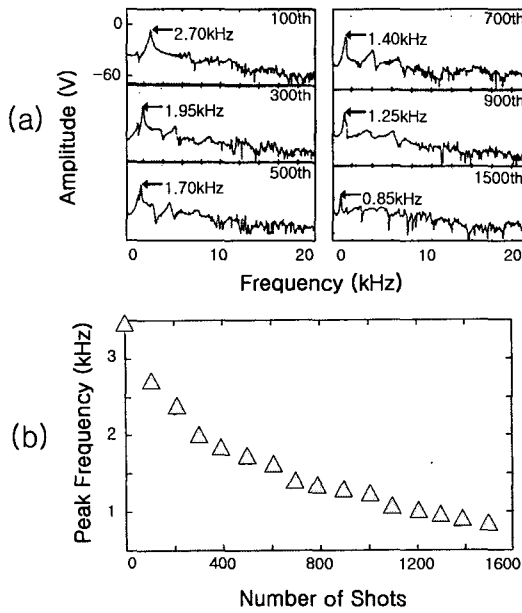 (a)
Amplitude (V)
0
-60
100th
2.70kHz
300th
1.95kHz
500th
1.70kHz
700th
1.40kHz
900th
1.25kHz
1500th
0.85kHz
0 10 20
0 10 20
Frequency (kHz)
(b)
Peak Frequency (kHz)
3
2
1
0 400 800 1200 1600
Number of Shots